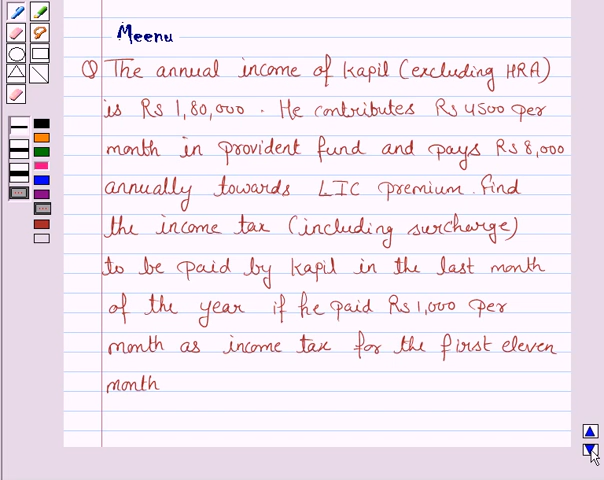 Meenu
Q The annual income of Kapil (excluding HRA)
is Rs 1,80,000. He contributes Rs 4500 per
month in provident fund and pays Rs 8,000
annually towards LIC premium. Find
the income tax (including surcharge)
to be paid by Kapil in the last month
of the year if he paid Rs 1,000 per
month as income tax for the first eleven
month